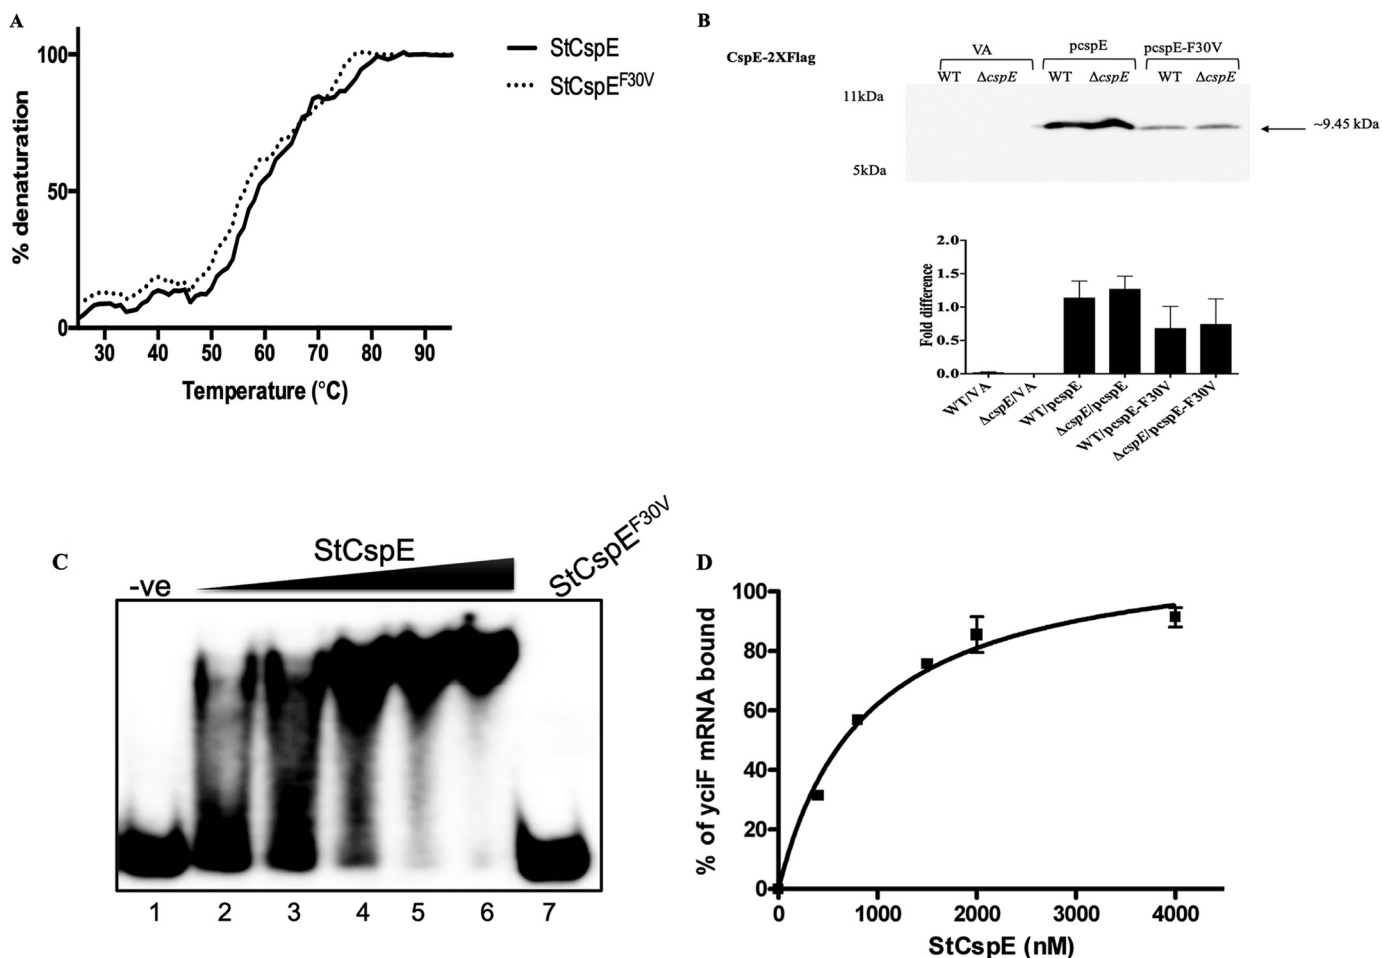 A
100
50
0
% denaturation
30 40 50 60 70 80 90
Temperature (°C)
StCspE
StCspE^F30V
B
CspE-2XFlag
VA pcspE pcspE-F30V
WT ΔcspE WT ΔcspE WT ΔcspE
11kDa
5kDa
~9.45 kDa
2.0
1.5
1.0
0.5
0.0
Fold difference
WT/VA
ΔcspE/VA
WT/pcspE
ΔcspE/pcspE
WT/pcspE-F30V
ΔcspE/pcspE-F30V
C
-ve
StCspE
StCspE^F30V
1 2 3 4 5 6 7
D
100
80
60
40
20
0
% of yciF mRNA bound
0 1000 2000 3000 4000
StCspE (nM)